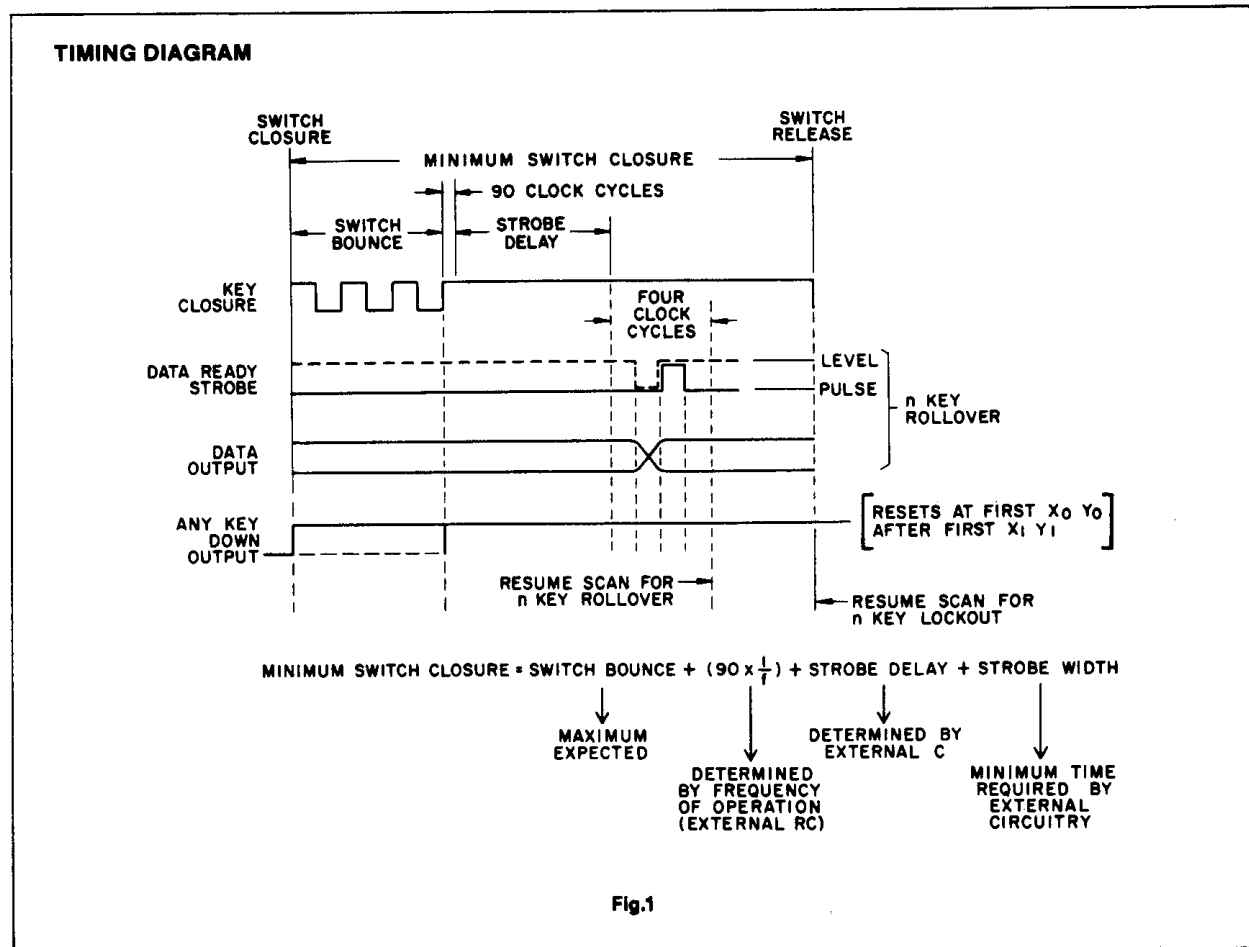 TIMING DIAGRAM
SWITCH
CLOSURE
SWITCH
RELEASE
MINIMUM SWITCH CLOSURE
90 CLOCK CYCLES
SWITCH
BOUNCE
STROBE
DELAY
KEY
CLOSURE
FOUR
CLOCK
CYCLES
DATA READY
STROBE
LEVEL
PULSE
n KEY
ROLLOVER
DATA
OUTPUT
ANY KEY
DOWN
OUTPUT
RESETS AT FIRST X0 Y0
AFTER FIRST X1 Y1
RESUME SCAN FOR
n KEY ROLLOVER
RESUME SCAN FOR
n KEY LOCKOUT
MINIMUM SWITCH CLOSURE = SWITCH BOUNCE + (90 x 1/f) + STROBE DELAY + STROBE WIDTH
MAXIMUM
EXPECTED
DETERMINED
BY FREQUENCY
OF OPERATION
(EXTERNAL RC)
DETERMINED BY
EXTERNAL C
MINIMUM TIME
REQUIRED BY
EXTERNAL
CIRCUITRY
Fig.1